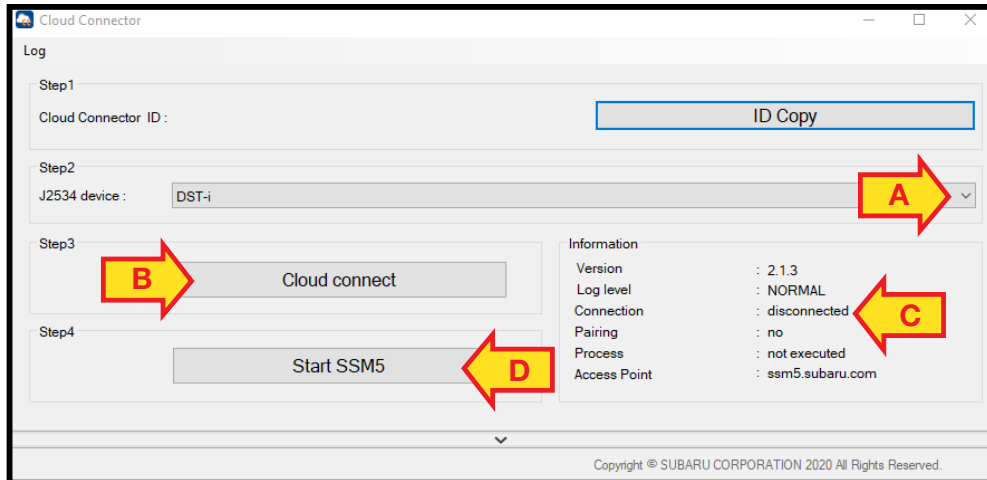 Cloud Connector
Log
Step1
Cloud Connector ID :
ID Copy
Step2
J2534 device :
DST-i
A
Step3
B
Cloud connect
Step4
Start SSM5
D
Information
Version : 2.1.3
Log level : NORMAL
Connection : disconnected
C
Pairing : no
Process : not executed
Access Point : ssm5.subaru.com
Copyright © SUBARU CORPORATION 2020 All Rights Reserved.